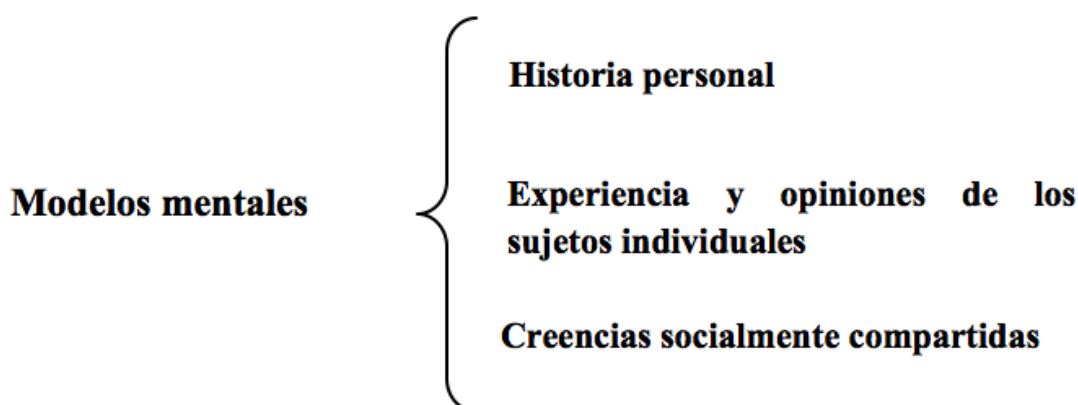 Historia personal
Modelos mentales
Experiencia y opiniones de los
sujetos individuales
Creencias socialmente compartidas